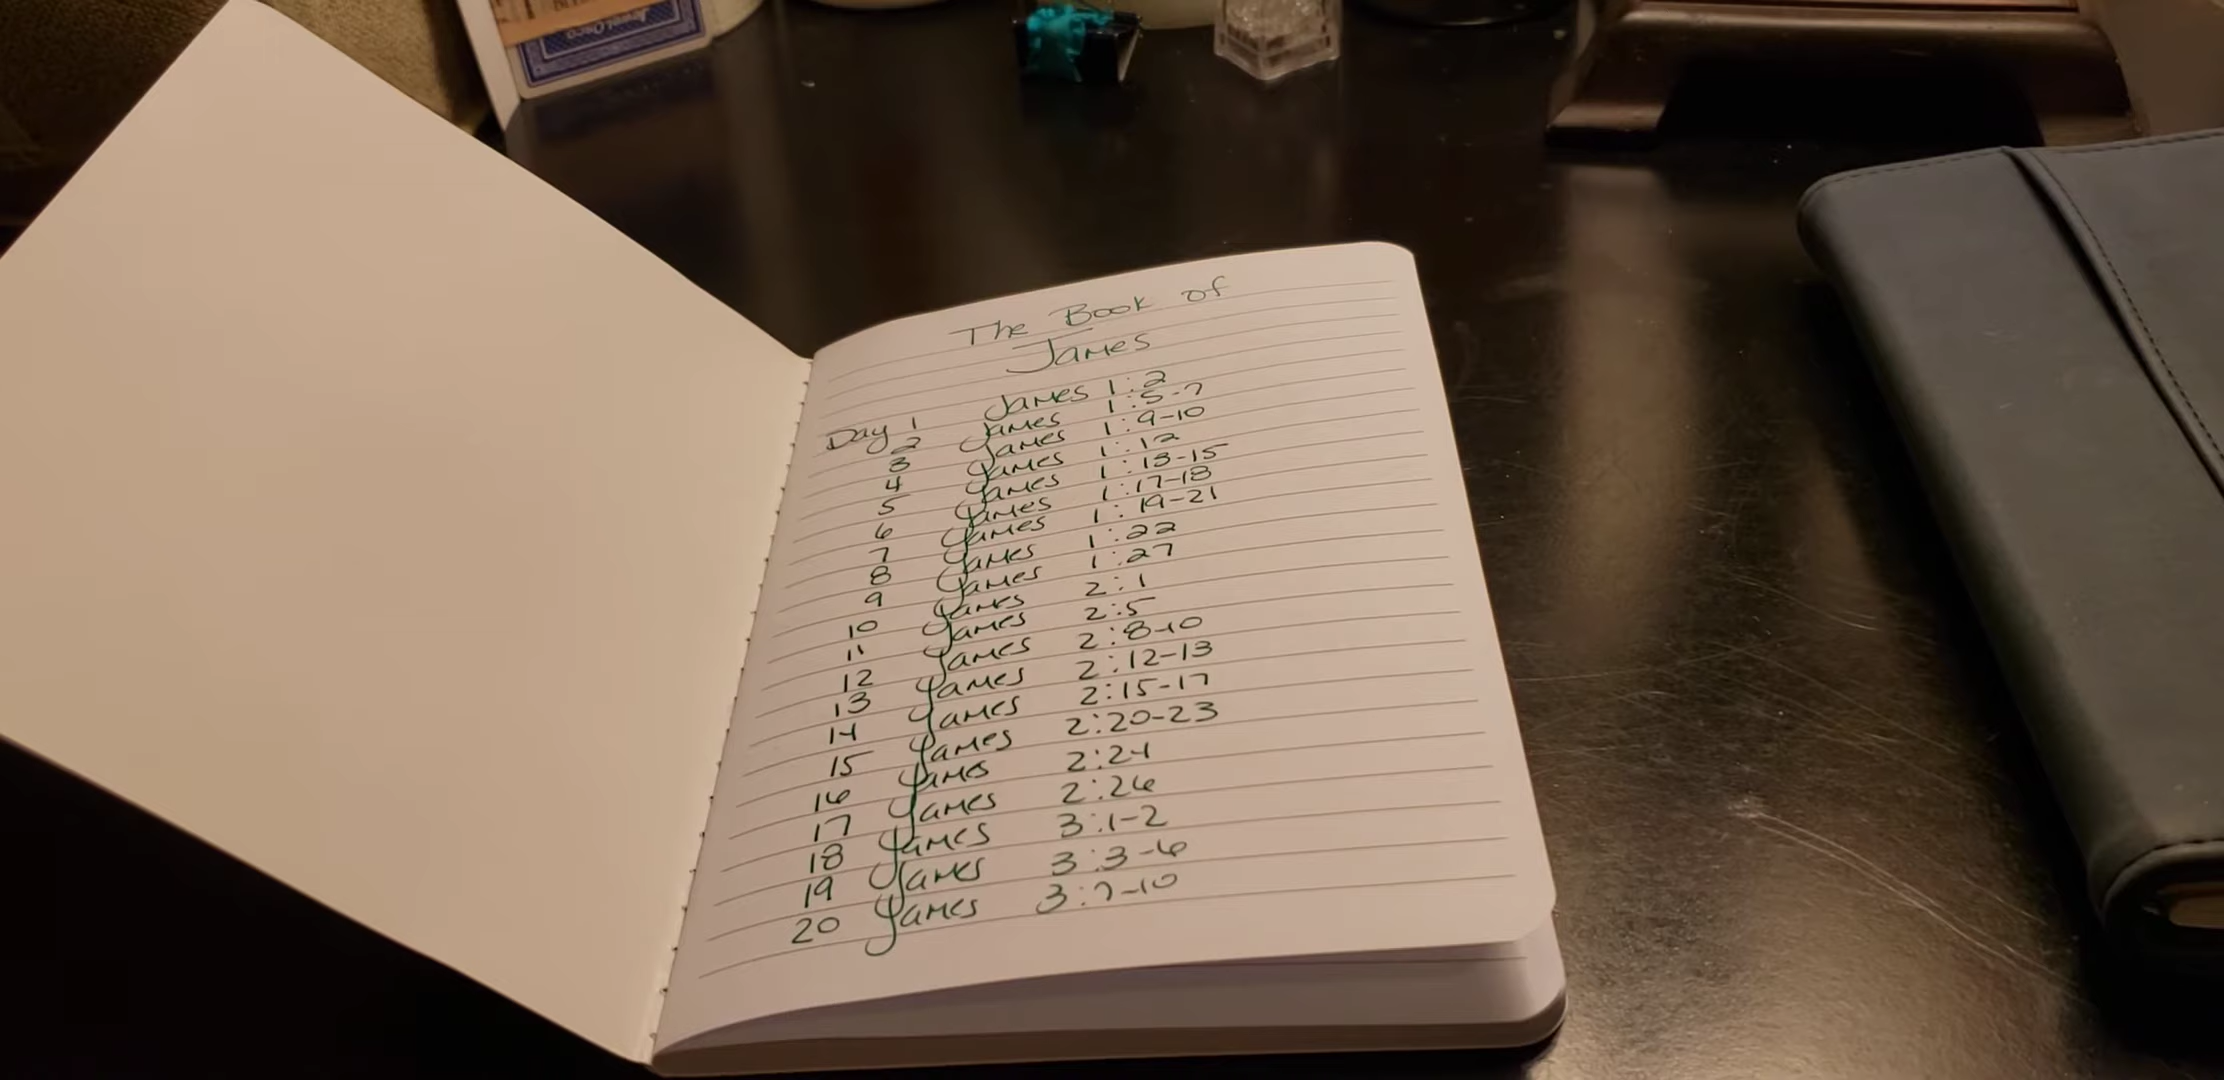 The Book of
James
Day 1 James 1:2
2 James 1:5-7
3 James 1:9-10
4 James 1:12
5 James 1:13-15
6 James 1:17-18
7 James 1:19-21
8 James 1:22
9 James 1:27
10 James 2:1
11 James 2:5
12 James 2:8-10
13 James 2:12-13
14 James 2:15-17
15 James 2:20-23
16 James 2:24
17 James 2:26
18 James 3:1-2
19 James 3:3-6
20 James 3:7-10